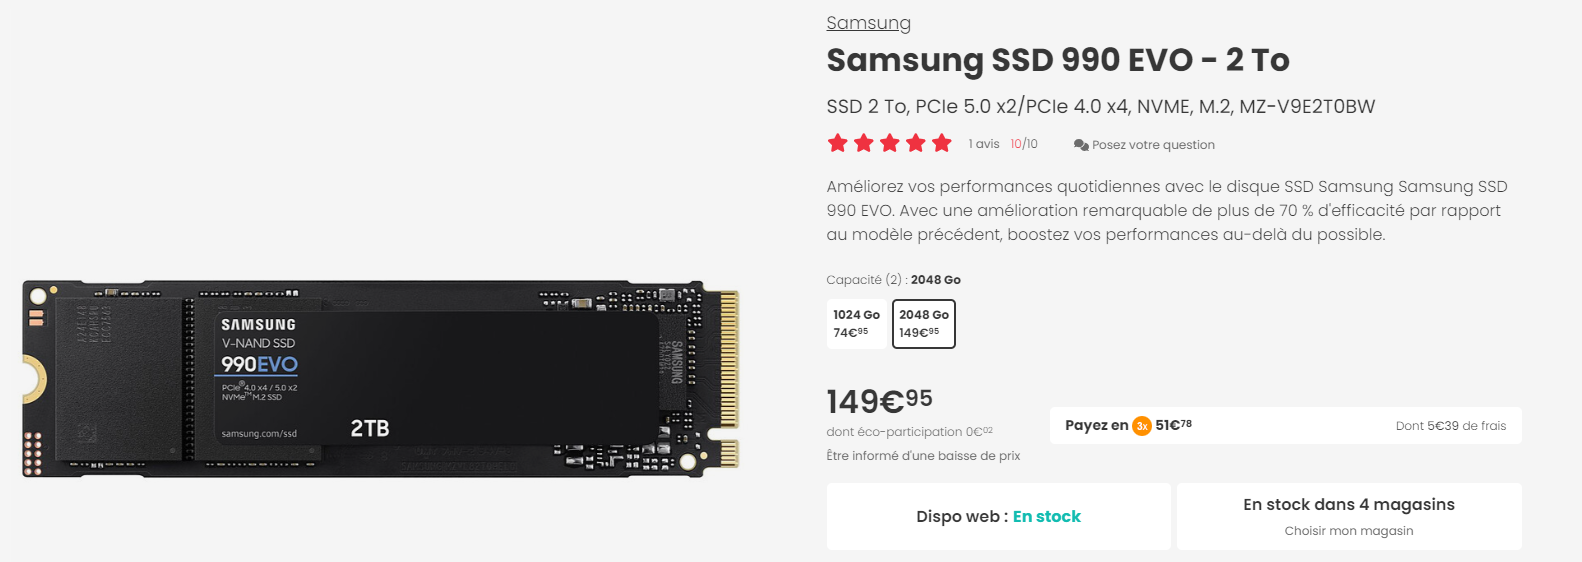 Samsung
Samsung SSD 990 EVO - 2 To
SSD 2 To, PCIe 5.0 x2/PCIe 4.0 x4, NVME, M.2, MZ-V9E2T0BW
1 avis 10/10 Posez votre question
Améliorez vos performances quotidiennes avec le disque SSD Samsung Samsung SSD
990 EVO. Avec une amélioration remarquable de plus de 70 % d'efficacité par rapport
au modèle précédent, boostez vos performances au-delà du possible.
Capacité (2) : 2048 Go
1024 Go
74€95
2048 Go
149€95
149€95
dont éco-participation 0€02
Être informé d'une baisse de prix
Payez en 3x 51€78
Dont 5€39 de frais
Dispo web : En stock
En stock dans 4 magasins
Choisir mon magasin
SAMSUNG
V-NAND SSD
990EVO
PCIe® 4.0 x4 / 5.0 x2
NVMe™ M.2 SSD
samsung.com/ssd
2TB
SAMSUNG